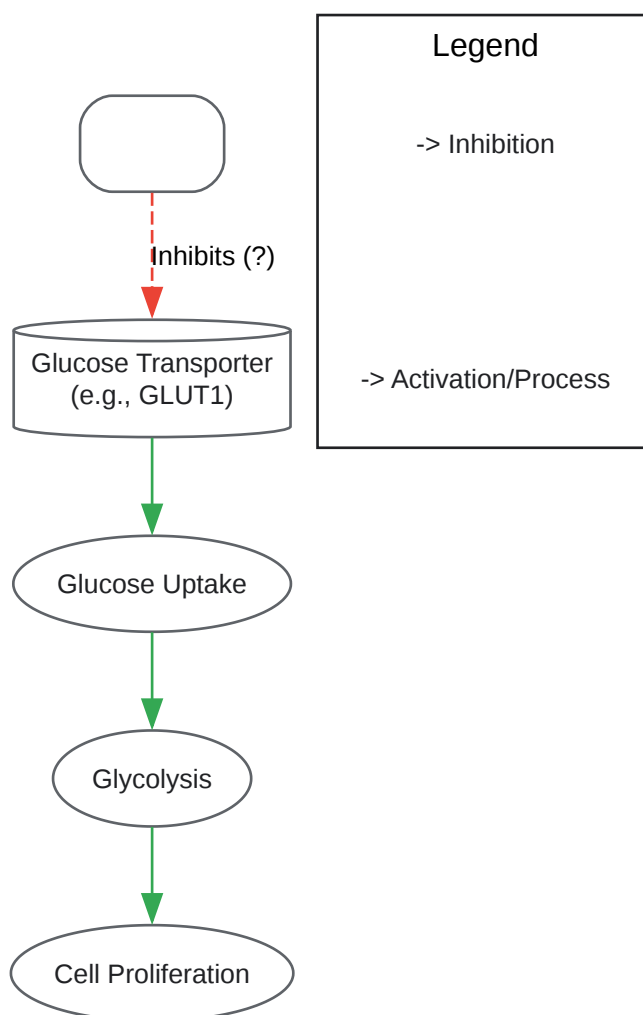 Legend
-> Inhibition
Inhibits (?)
Glucose Transporter
(e.g., GLUT1)
-> Activation/Process
Glucose Uptake
Glycolysis
Cell Proliferation